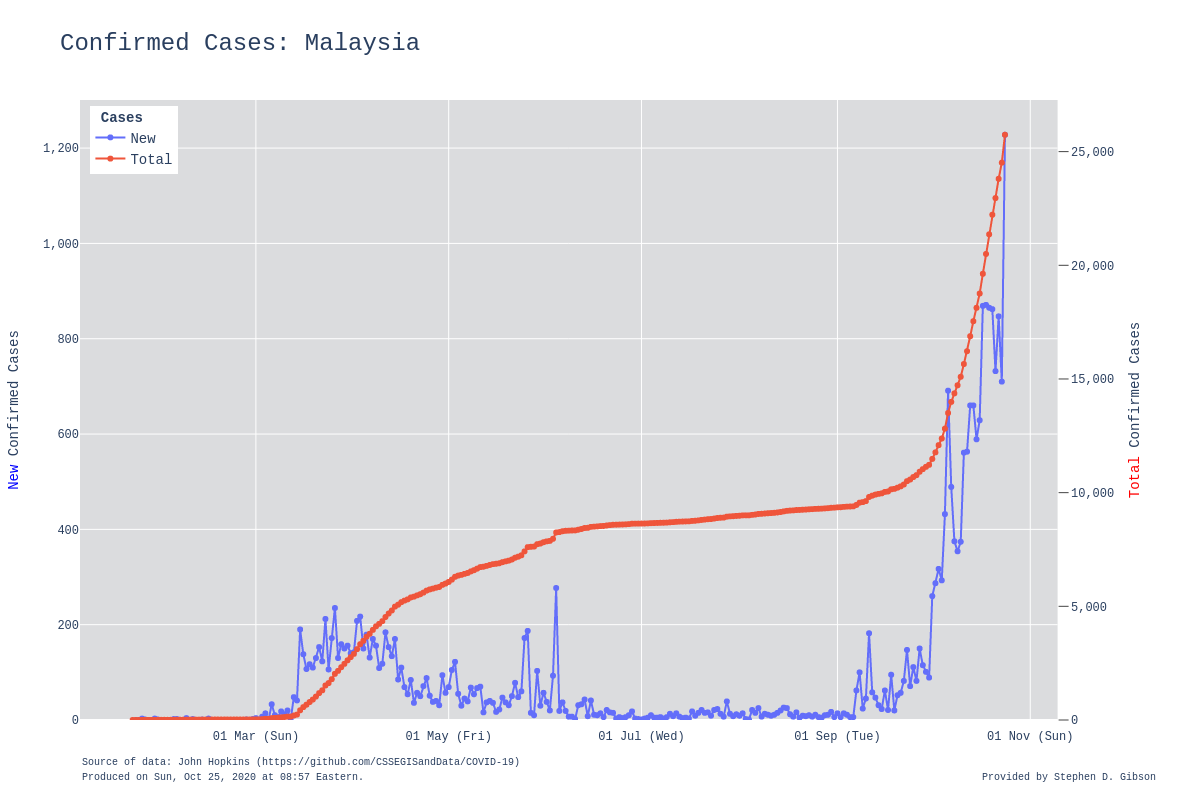 Confirmed Cases: Malaysia
Cases
New
Total
1,200
1,000
800
600
400
200
0
25,000
20,000
15,000
10,000
5,000
0
New Confirmed Cases
Total Confirmed Cases
01 Mar (Sun)
01 May (Fri)
01 Jul (Wed)
01 Sep (Tue)
01 Nov (Sun)
Source of data: John Hopkins (https://github.com/CSSEGISandData/COVID-19)
Produced on Sun, Oct 25, 2020 at 08:57 Eastern.
Provided by Stephen D. Gibson